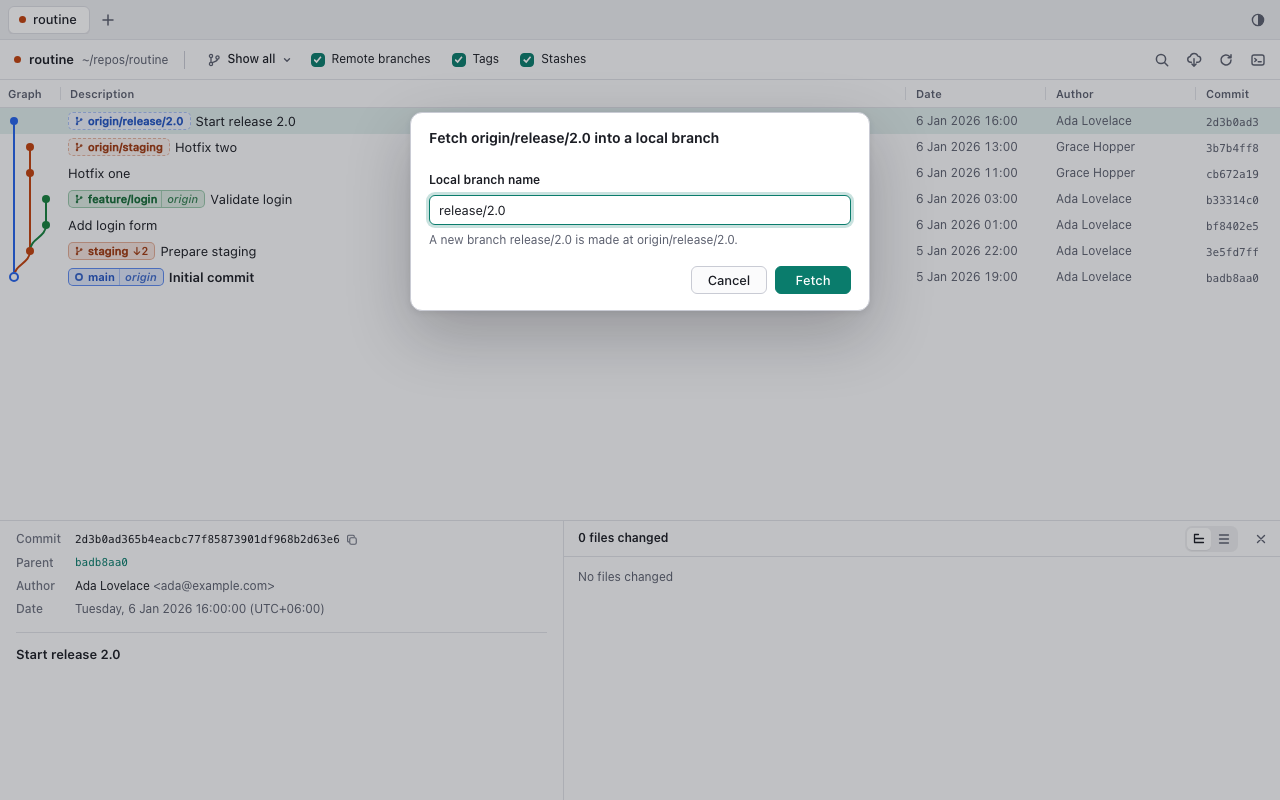 routine
routine ~/repos/routine Show all Remote branches Tags Stashes
Graph Description Date Author Commit
origin/release/2.0 Start release 2.0 6 Jan 2026 16:00 Ada Lovelace 2d3b0ad3
origin/staging Hotfix two 6 Jan 2026 13:00 Grace Hopper 3b7b4ff8
Hotfix one 6 Jan 2026 11:00 Grace Hopper cb672a19
feature/login origin Validate login 6 Jan 2026 03:00 Ada Lovelace b33314c0
Add login form 6 Jan 2026 01:00 Ada Lovelace bf8402e5
staging ↓2 Prepare staging 5 Jan 2026 22:00 Ada Lovelace 3e5fd7ff
main origin Initial commit 5 Jan 2026 19:00 Ada Lovelace badb8aa0
Fetch origin/release/2.0 into a local branch
Local branch name
release/2.0
A new branch release/2.0 is made at origin/release/2.0.
Cancel Fetch
Commit 2d3b0ad365b4eacbc77f85873901df968b2d63e6
Parent badb8aa0
Author Ada Lovelace <ada@example.com>
Date Tuesday, 6 Jan 2026 16:00:00 (UTC+06:00)
Start release 2.0
0 files changed
No files changed